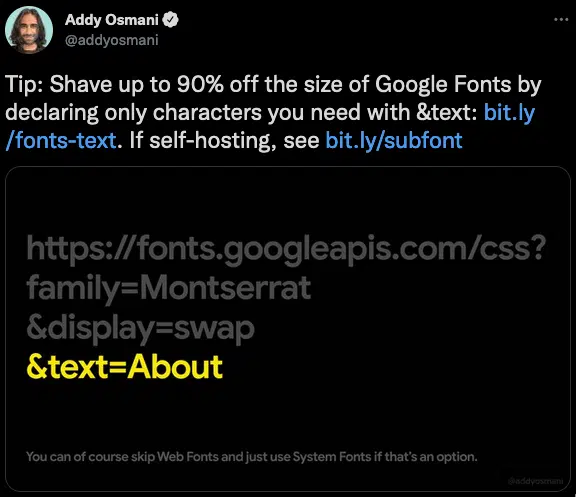 Addy Osmani
@addyosmani
Tip: Shave up to 90% off the size of Google Fonts by
declaring only characters you need with &text: bit.ly
/fonts-text. If self-hosting, see bit.ly/subfont
https://fonts.googleapis.com/css?
family=Montserrat
&display=swap
&text=About
You can of course skip Web Fonts and just use System Fonts if that's an option.
@addyosmani